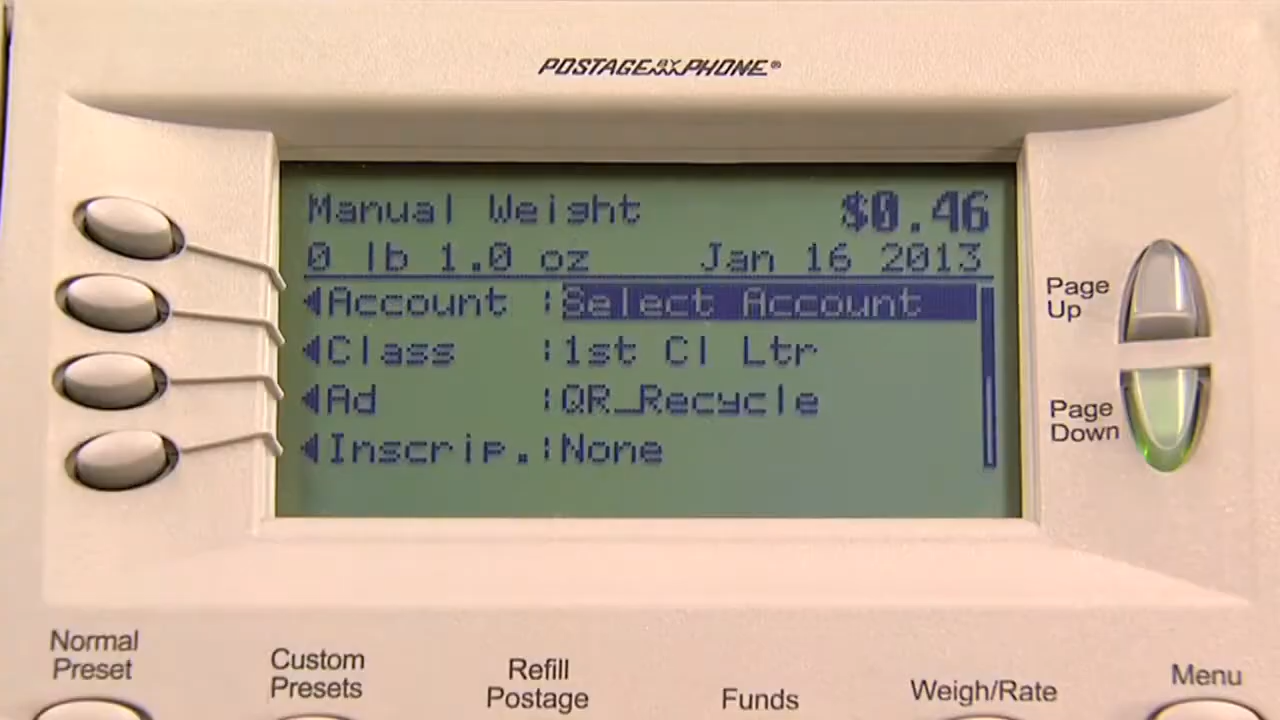 POSTAGE BY PHONE®
Manual Weight $0.46
0 lb 1.0 oz Jan 16 2013
Account :Select Account
Class :1st Cl Ltr
Ad :QR_Recycle
Inscrip.:None
Page Up
Page Down
Normal Preset
Custom Presets
Refill Postage
Funds
Weigh/Rate
Menu